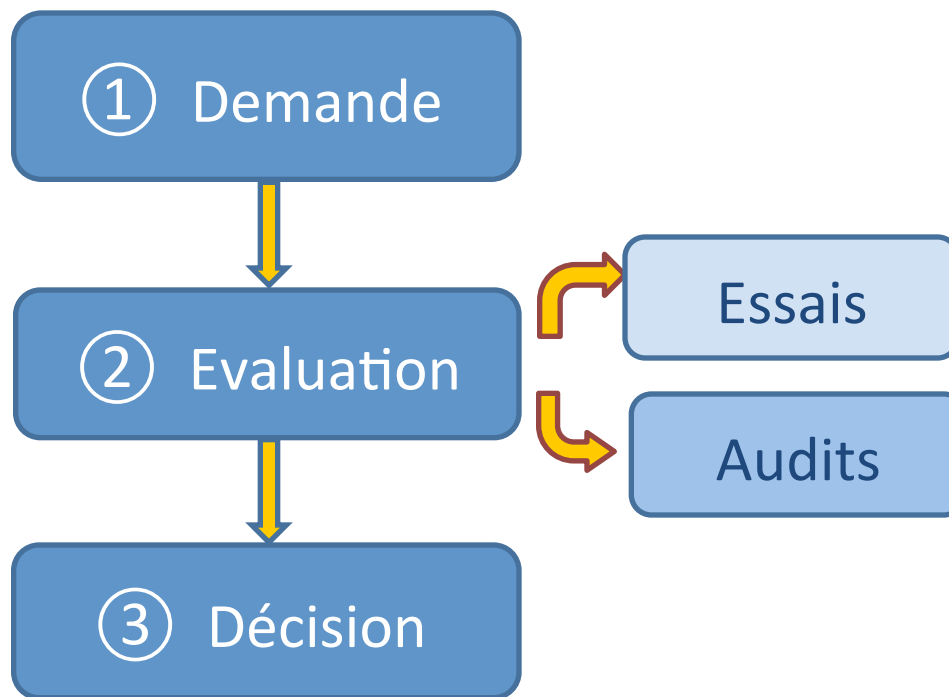 ① Demande
② Evaluation
Essais
Audits
③ Décision